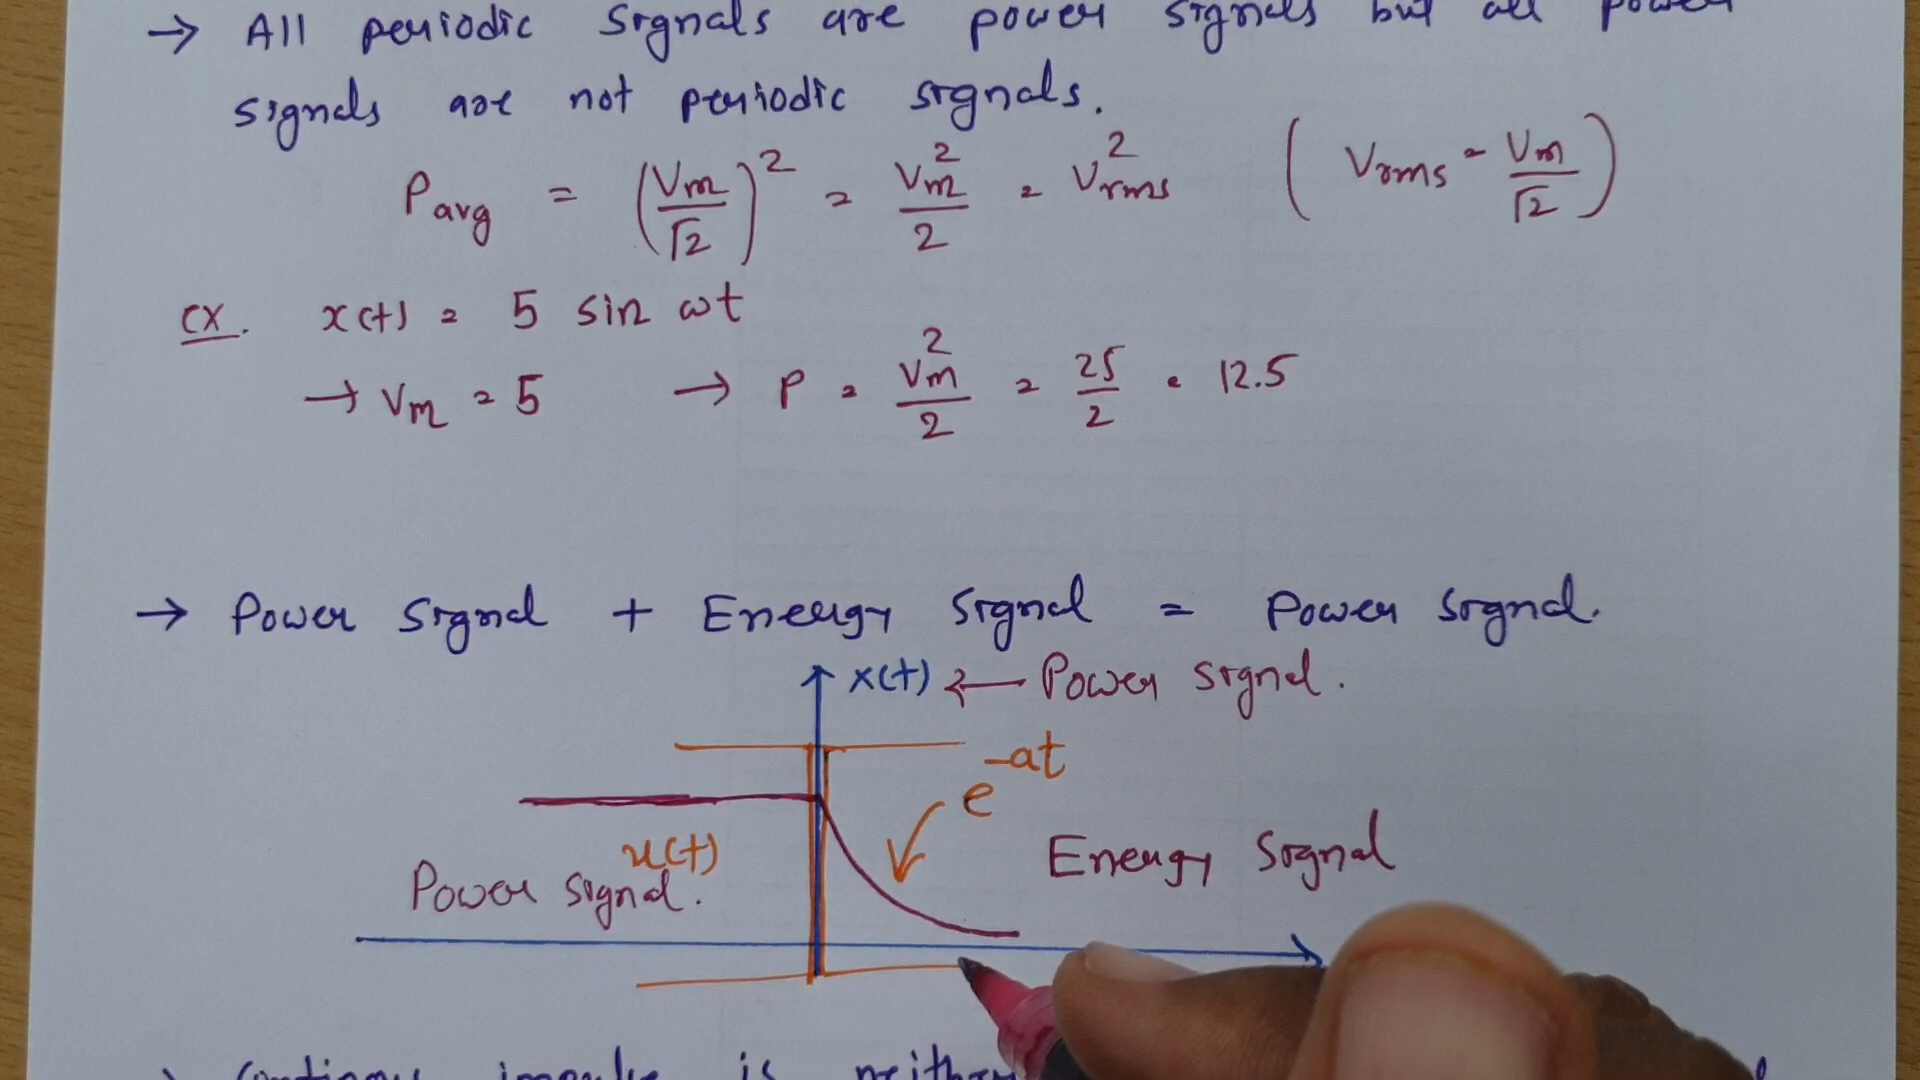 → All periodic signals are power signals but all power
signals are not periodic signals.
Pavg = (Vm/√2)² = Vm²/2 = Vrms² (Vrms = Vm/√2)
ex. x(t) = 5 sin ωt
→ Vm = 5 → P = Vm²/2 = 25/2 = 12.5
→ Power Signal + Energy Signal = Power Signal.
x(t) ← Power Signal.
e^-at
u(t)
Power Signal.
Energy Signal
is